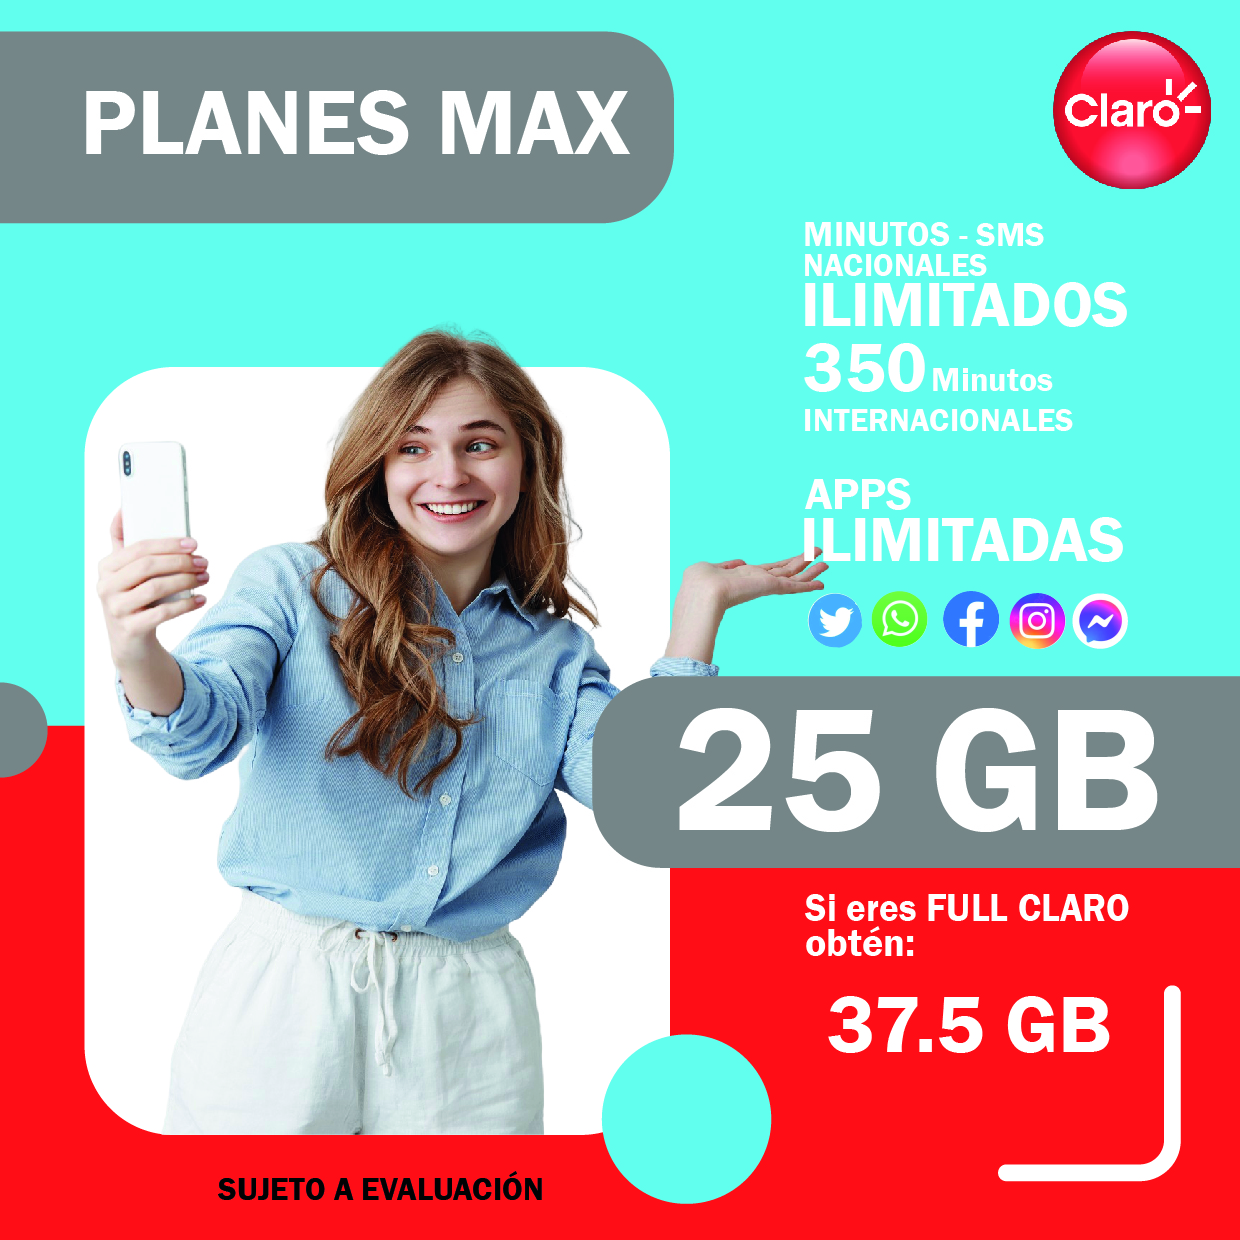 PLANES MAX
Claro
MINUTOS - SMS
NACIONALES
ILIMITADOS
350 Minutos
INTERNACIONALES
APPS
ILIMITADAS
25 GB
Si eres FULL CLARO
obtén:
37.5 GB
SUJETO A EVALUACIÓN